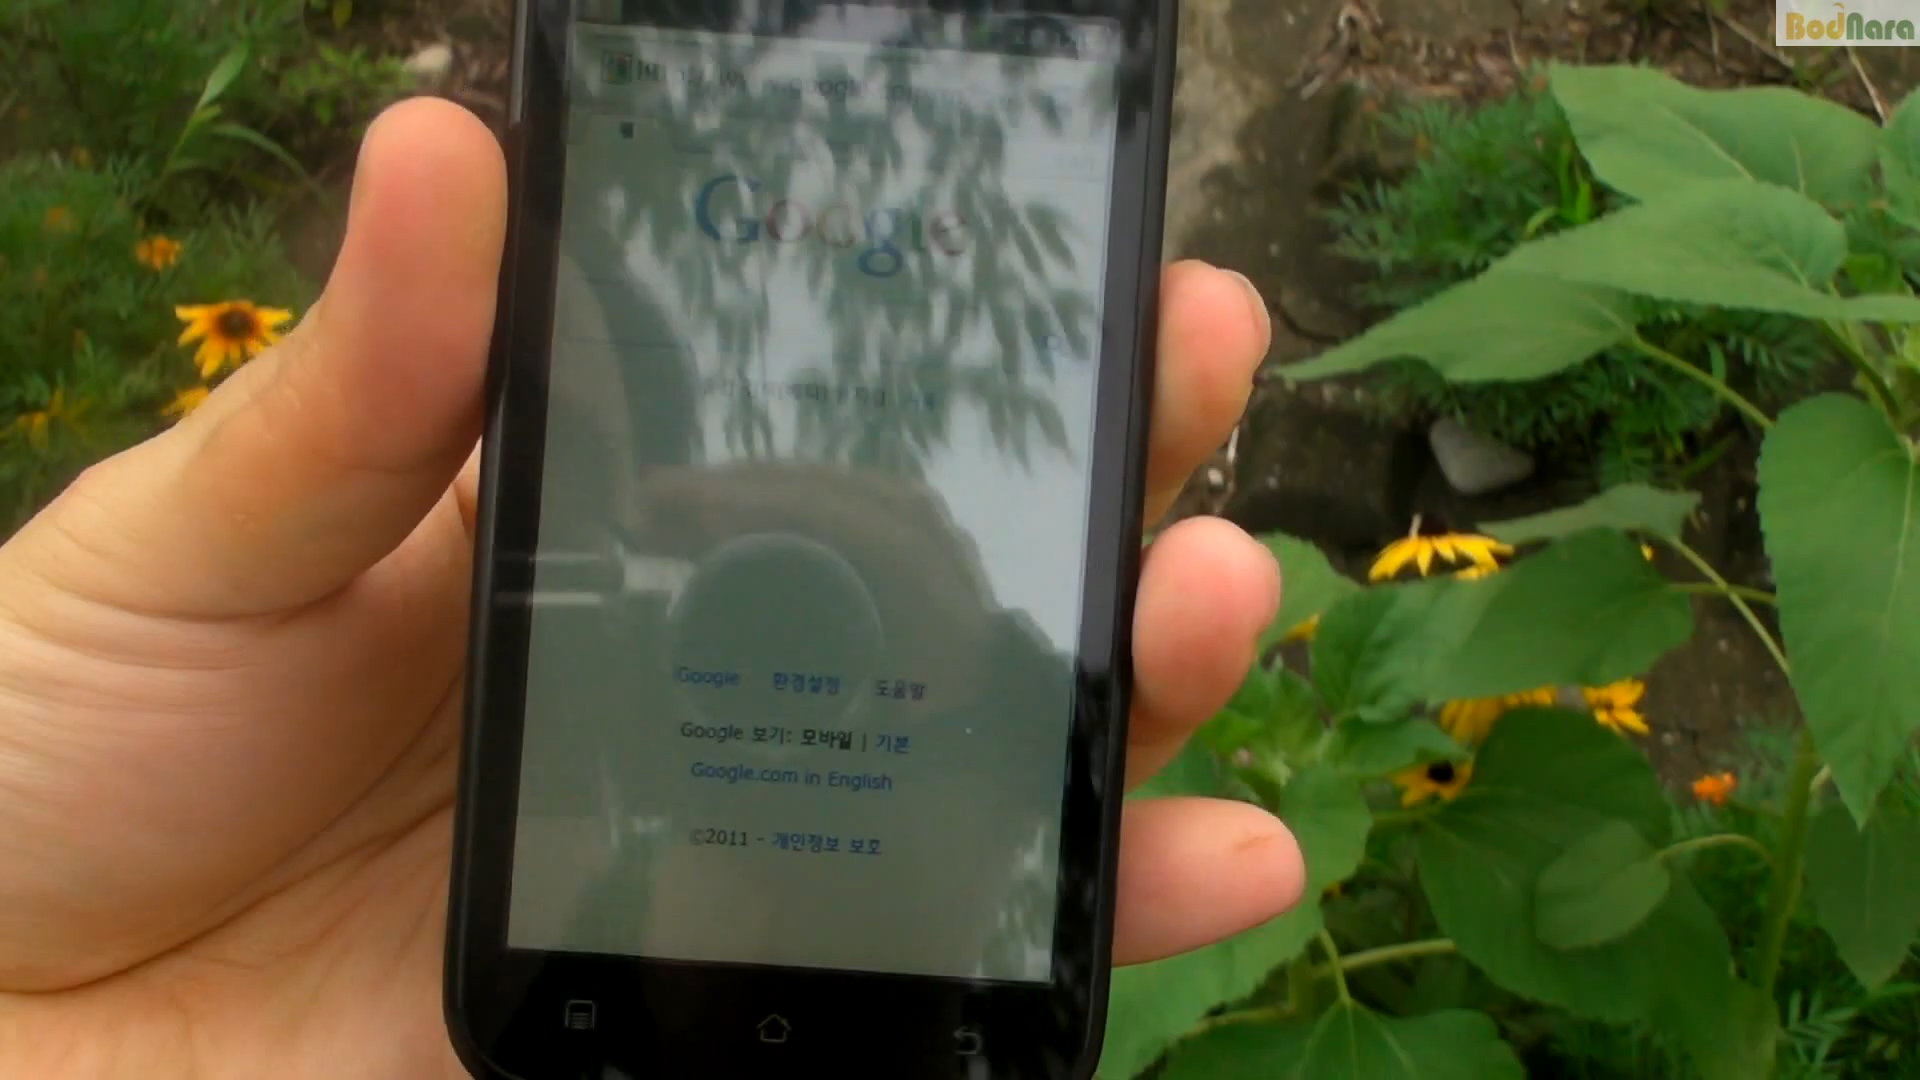 BodNara
Google
Google 환경설정 도움말
Google 보기: 모바일 | 기본
Google.com in English
©2011 - 개인정보 보호